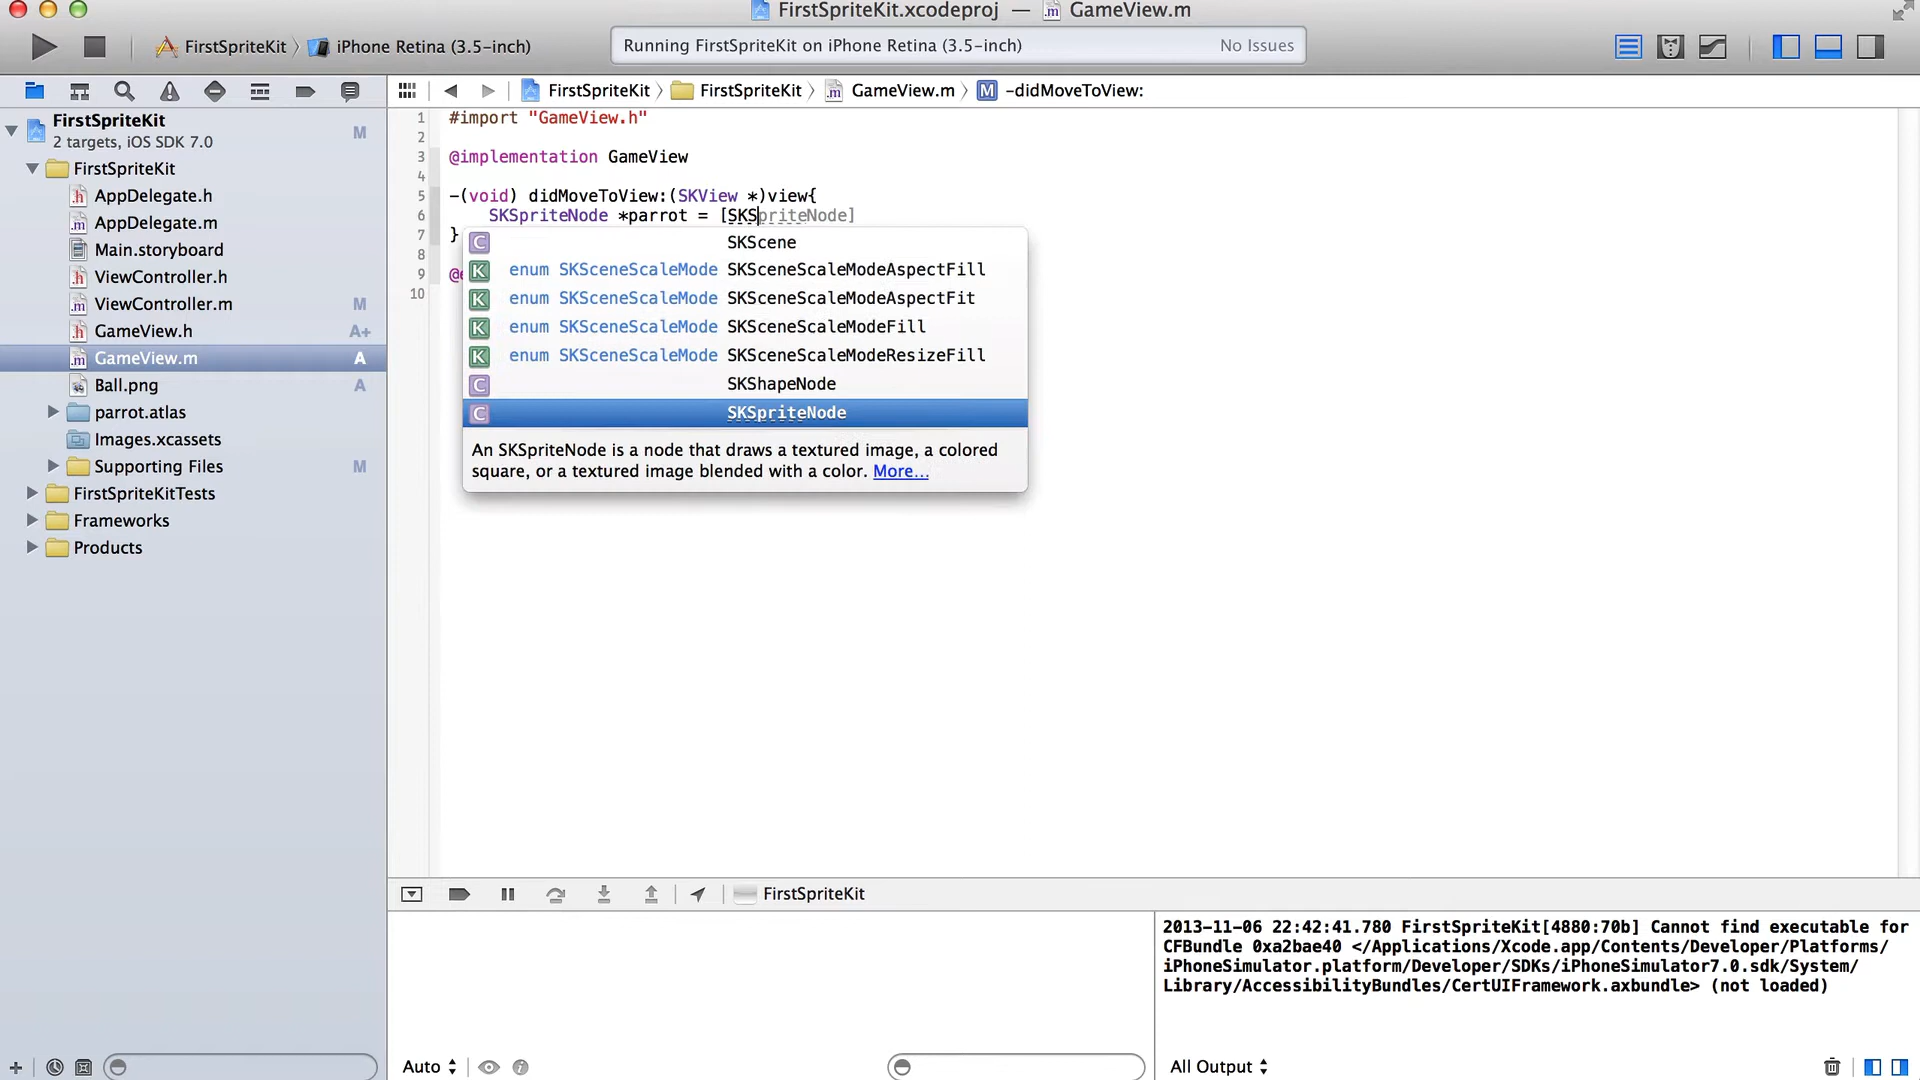 FirstSpriteKit.xcodeproj — GameView.m
FirstSpriteKit
iPhone Retina (3.5-inch)
Running FirstSpriteKit on iPhone Retina (3.5-inch)
No Issues
FirstSpriteKit
FirstSpriteKit
GameView.m
M
-didMoveToView:
FirstSpriteKit
M
2 targets, iOS SDK 7.0
FirstSpriteKit
AppDelegate.h
AppDelegate.m
Main.storyboard
ViewController.h
ViewController.m
M
GameView.h
A+
GameView.m
A
Ball.png
A
parrot.atlas
Images.xcassets
Supporting Files
M
FirstSpriteKitTests
Frameworks
Products
1 #import "GameView.h"
2
3 @implementation GameView
4
5 -(void) didMoveToView:(SKView *)view{
6 SKSpriteNode *parrot = [SKSpriteNode]
7 }
8
9 @e
10
C SKScene
K enum SKSceneScaleMode SKSceneScaleModeAspectFill
K enum SKSceneScaleMode SKSceneScaleModeAspectFit
K enum SKSceneScaleMode SKSceneScaleModeFill
K enum SKSceneScaleMode SKSceneScaleModeResizeFill
C SKShapeNode
C SKSpriteNode
An SKSpriteNode is a node that draws a textured image, a colored
square, or a textured image blended with a color. More...
FirstSpriteKit
2013-11-06 22:42:41.780 FirstSpriteKit[4880:70b] Cannot find executable for
CFBundle 0xa2bae40 </Applications/Xcode.app/Contents/Developer/Platforms/
iPhoneSimulator.platform/Developer/SDKs/iPhoneSimulator7.0.sdk/System/
Library/AccessibilityBundles/CertUIFramework.axbundle> (not loaded)
Auto
All Output